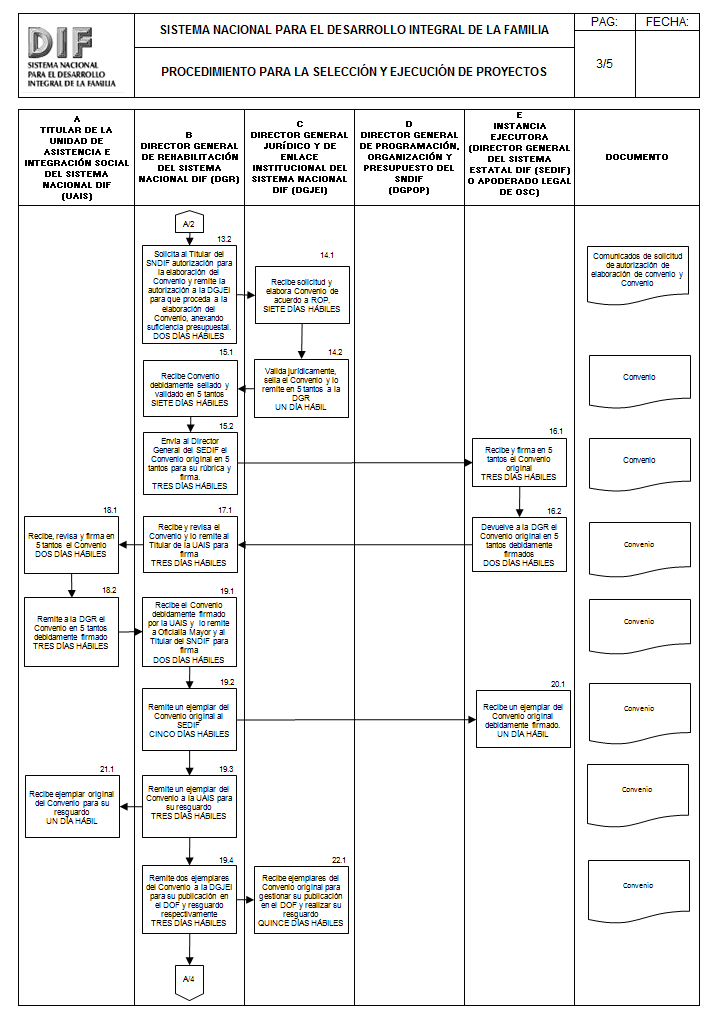 DIF
SISTEMA NACIONAL
PARA EL DESARROLLO
INTEGRAL DE LA FAMILIA
SISTEMA NACIONAL PARA EL DESARROLLO INTEGRAL DE LA FAMILIA
PROCEDIMIENTO PARA LA SELECCIÓN Y EJECUCIÓN DE PROYECTOS
PAG:
FECHA:
3/5
A
TITULAR DE LA
UNIDAD DE
ASISTENCIA E
INTEGRACIÓN SOCIAL
DEL SISTEMA
NACIONAL DIF
(UAIS)
B
DIRECTOR GENERAL
DE REHABILITACIÓN
DEL SISTEMA
NACIONAL DIF (DGR)
C
DIRECTOR GENERAL
JURÍDICO Y DE
ENLACE
INSTITUCIONAL DEL
SISTEMA NACIONAL
DIF (DGJEI)
D
DIRECTOR GENERAL
DE PROGRAMACIÓN,
ORGANIZACIÓN Y
PRESUPUESTO DEL
SNDIF
(DGPOP)
E
INSTANCIA
EJECUTORA
(DIRECTOR GENERAL
DEL SISTEMA
ESTATAL DIF (SEDIF)
O APODERADO LEGAL
DE OSC)
DOCUMENTO
A/2
13.2
Solicita al Titular del
SNDIF autorización para
la elaboración del
Convenio y remite la
autorización a la DGJEI
para que proceda a la
elaboración del
Convenio, anexando
suficiencia presupuestal.
DOS DÍAS HÁBILES
14.1
Recibe solicitud y
elabora Convenio de
acuerdo a ROP.
SIETE DÍAS HÁBILES
Comunicados de solicitud
de autorización de
elaboración de convenio y
Convenio
14.2
Valida jurídicamente,
sella el Convenio y lo
remite en 5 tantos a la
DGR
UN DÍA HÁBIL
15.1
Recibe Convenio
debidamente sellado y
validado en 5 tantos
SIETE DÍAS HÁBILES
Convenio
15.2
Envía al Director
General del SEDIF el
Convenio original en 5
tantos para su rúbrica y
firma.
TRES DÍAS HÁBILES
16.1
Recibe y firma en 5
tantos el Convenio
original
TRES DÍAS HÁBILES
Convenio
16.2
Devuelve a la DGR el
Convenio original en 5
tantos debidamente
firmados
DOS DÍAS HÁBILES
17.1
Recibe y revisa el
Convenio y lo remite al
Titular de la UAIS para
firma
TRES DÍAS HÁBILES
18.1
Recibe, revisa y firma en
5 tantos el Convenio
DOS DÍAS HÁBILES
Convenio
18.2
Remite a la DGR el
Convenio en 5 tantos
debidamente firmado
TRES DÍAS HÁBILES
19.1
Recibe el Convenio
debidamente firmado
por la UAIS y lo remite
a Oficialía Mayor y al
Titular del SNDIF para
firma
DOS DÍAS HÁBILES
Convenio
19.2
Remite un ejemplar del
Convenio original al
SEDIF
CINCO DÍAS HÁBILES
20.1
Recibe un ejemplar del
Convenio original
debidamente firmado.
UN DÍA HÁBIL
Convenio
19.3
Remite un ejemplar del
Convenio a la UAIS para
su resguardo
TRES DÍAS HÁBILES
21.1
Recibe ejemplar original
del Convenio para su
resguardo
UN DÍA HÁBIL
Convenio
19.4
Remite dos ejemplares
del Convenio a la DGJEI
para su publicación en
el DOF y resguardo
respectivamente
TRES DÍAS HÁBILES
22.1
Recibe ejemplares del
Convenio original para
gestionar su publicación
en el DOF y realizar su
resguardo
QUINCE DÍAS HÁBILES
Convenio
A/4